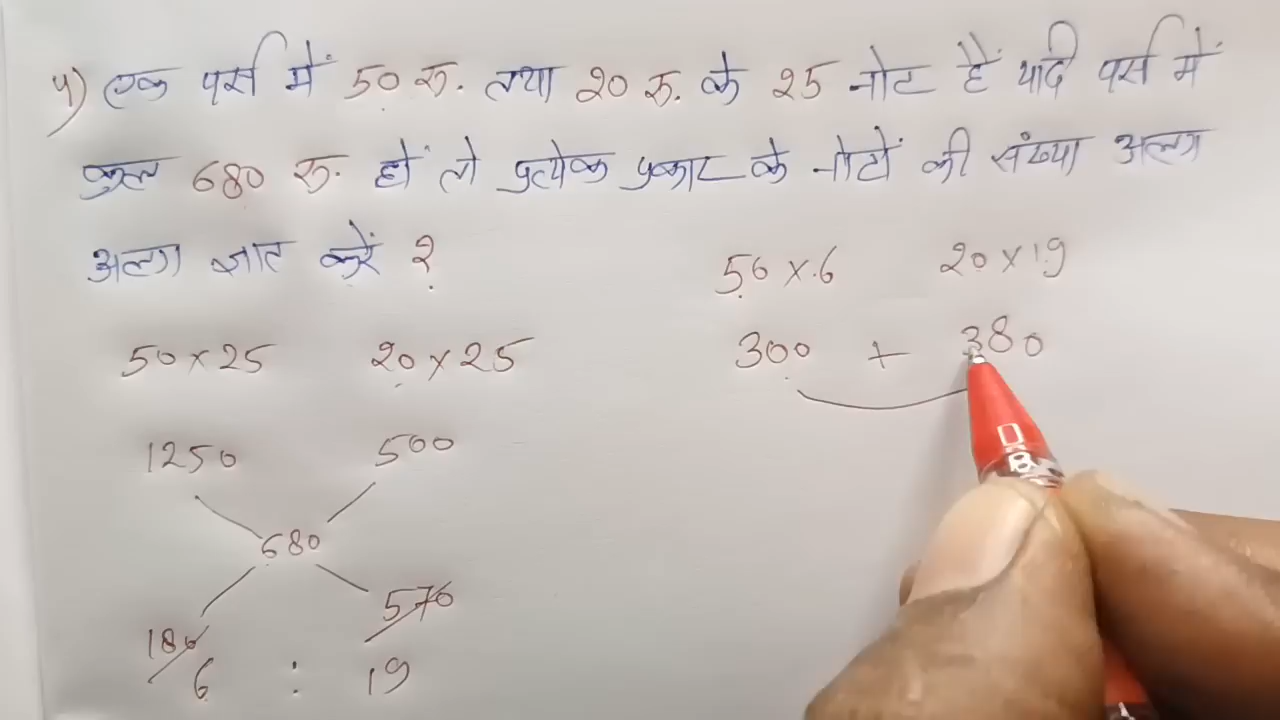 ५) एक पर्स में 50 रु. तथा 20 रु. के 25 नोट हैं यदि पर्स में
कुल 680 रु. हों तो प्रत्येक प्रकार के नोटों की संख्या अलग
अलग ज्ञात करें ?
50 × 25 20 × 25
1250 500
680
180 570
6 : 19
50 × 6 20 × 19
300 + 380